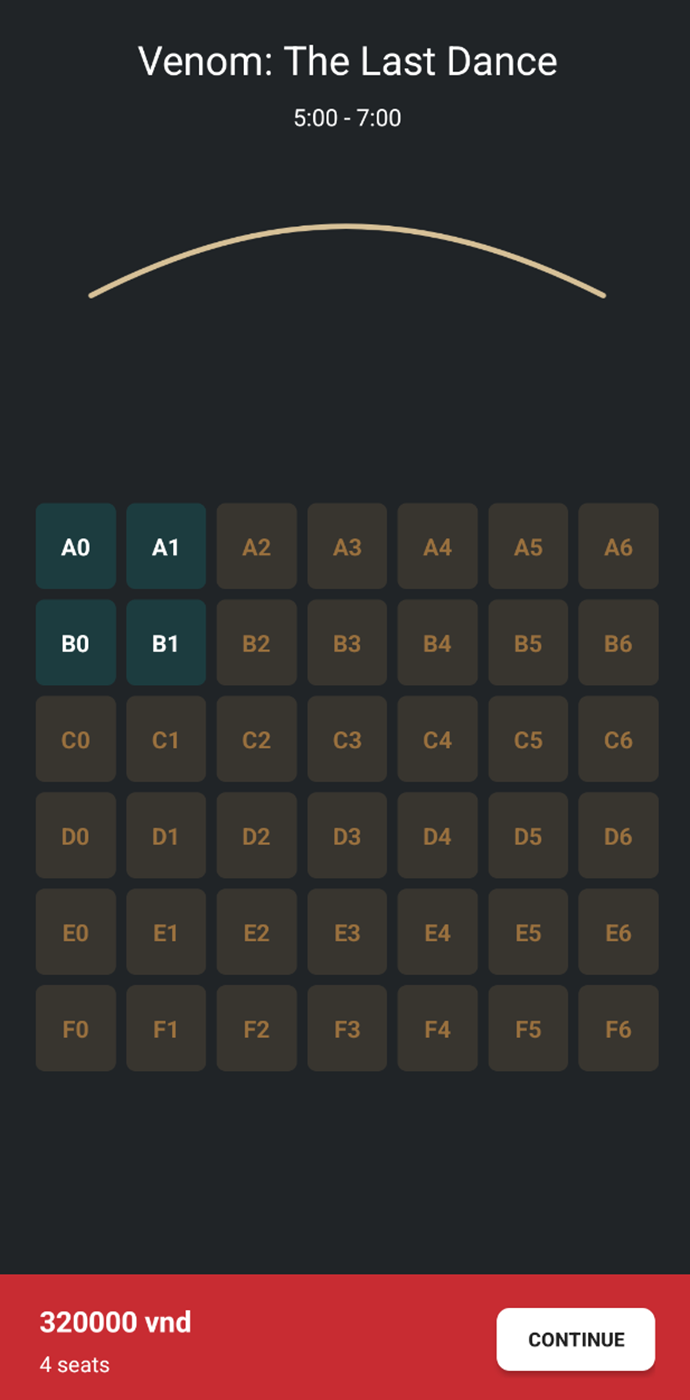 Venom: The Last Dance
5:00 - 7:00
A0 A1 A2 A3 A4 A5 A6
B0 B1 B2 B3 B4 B5 B6
C0 C1 C2 C3 C4 C5 C6
D0 D1 D2 D3 D4 D5 D6
E0 E1 E2 E3 E4 E5 E6
F0 F1 F2 F3 F4 F5 F6
320000 vnd
4 seats
CONTINUE